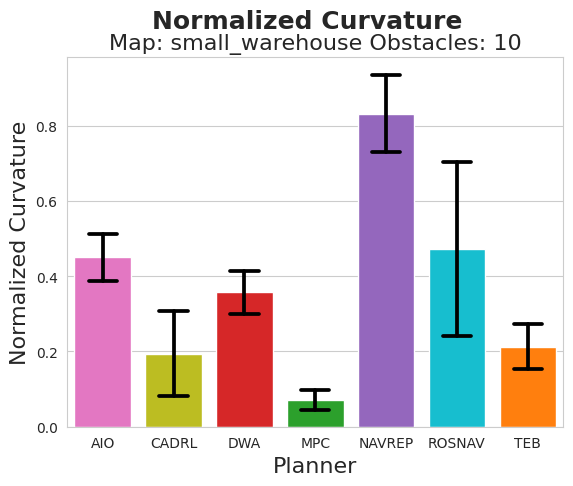 Normalized Curvature
Map: small_warehouse Obstacles: 10
Normalized Curvature
0.8
0.6
0.4
0.2
0.0
AIO CADRL DWA MPC NAVREP ROSNAV TEB
Planner